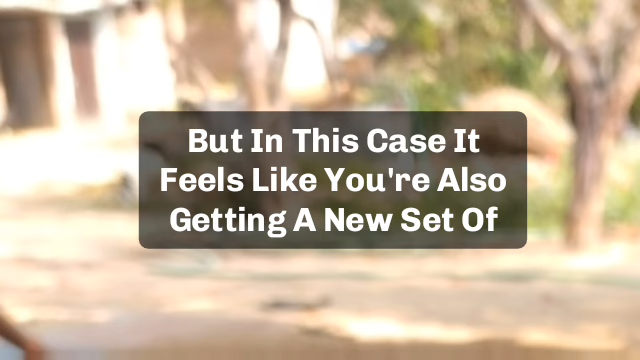 But In This Case It
Feels Like You're Also
Getting A New Set Of